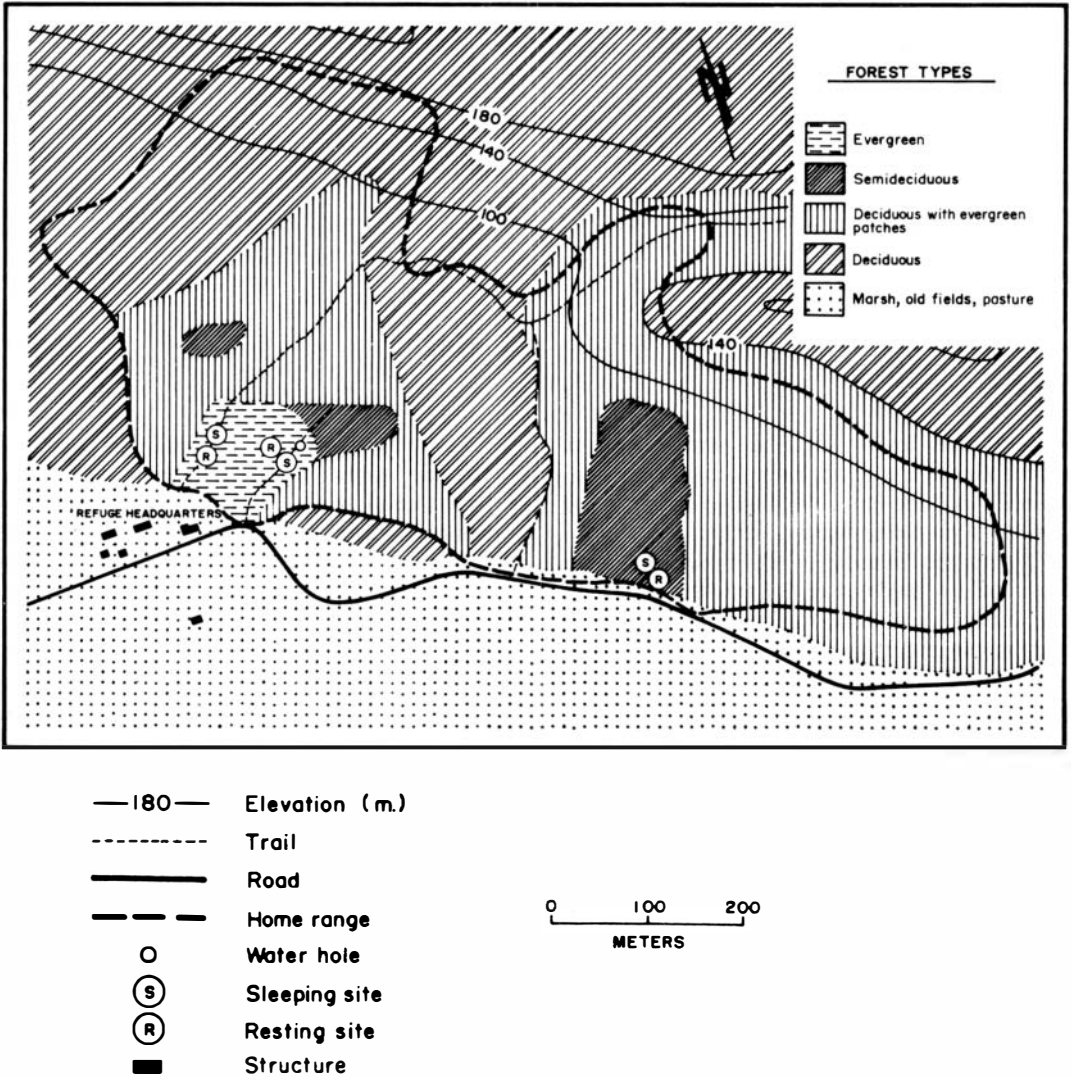 FOREST TYPES
Evergreen
Semideciduous
Deciduous with evergreen
patches
Deciduous
Marsh, old fields, pasture
N
180
140
100
140
S
R
R
S
REFUGE HEADQUARTERS
S
R
180 Elevation (m.)
Trail
Road
Home range
Water hole
S Sleeping site
R Resting site
Structure
0 100 200
METERS